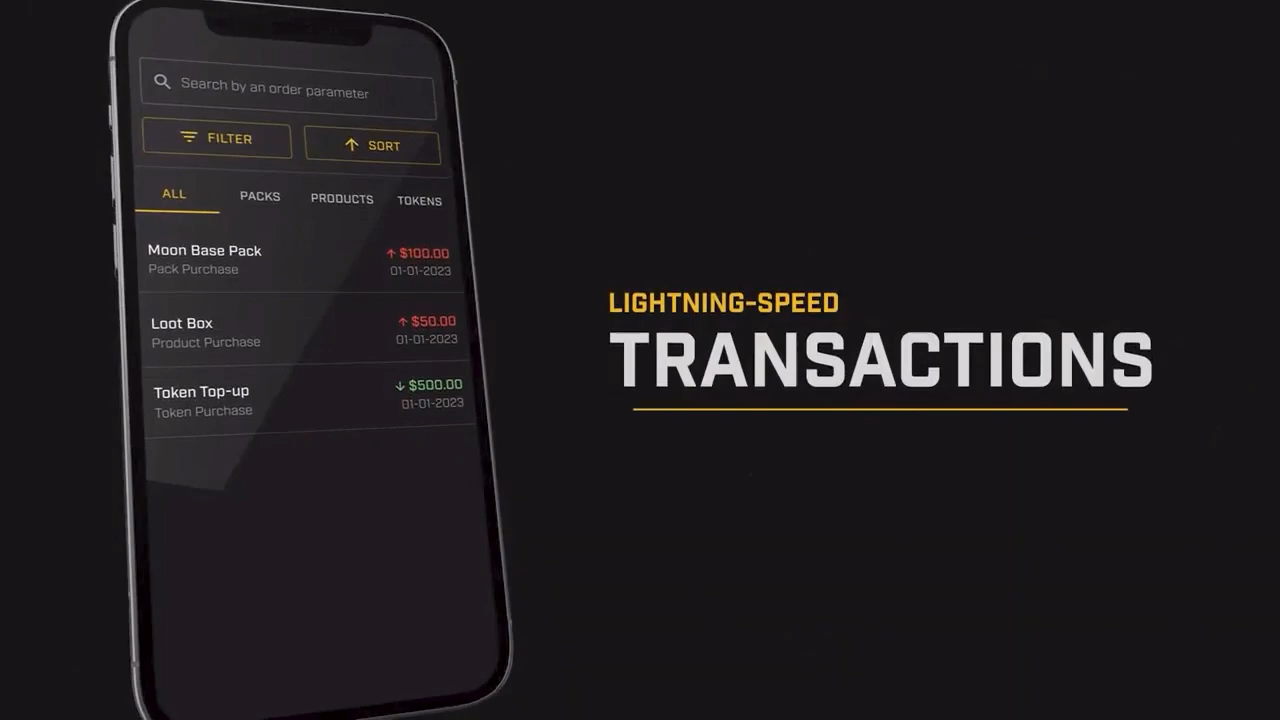 Search by an order parameter
FILTER
SORT
ALL PACKS PRODUCTS TOKENS
Moon Base Pack ↑ $100.00
Pack Purchase 01-01-2023
Loot Box ↑ $50.00
Product Purchase 01-01-2023
Token Top-up ↓ $500.00
Token Purchase 01-01-2023
LIGHTNING-SPEED
TRANSACTIONS